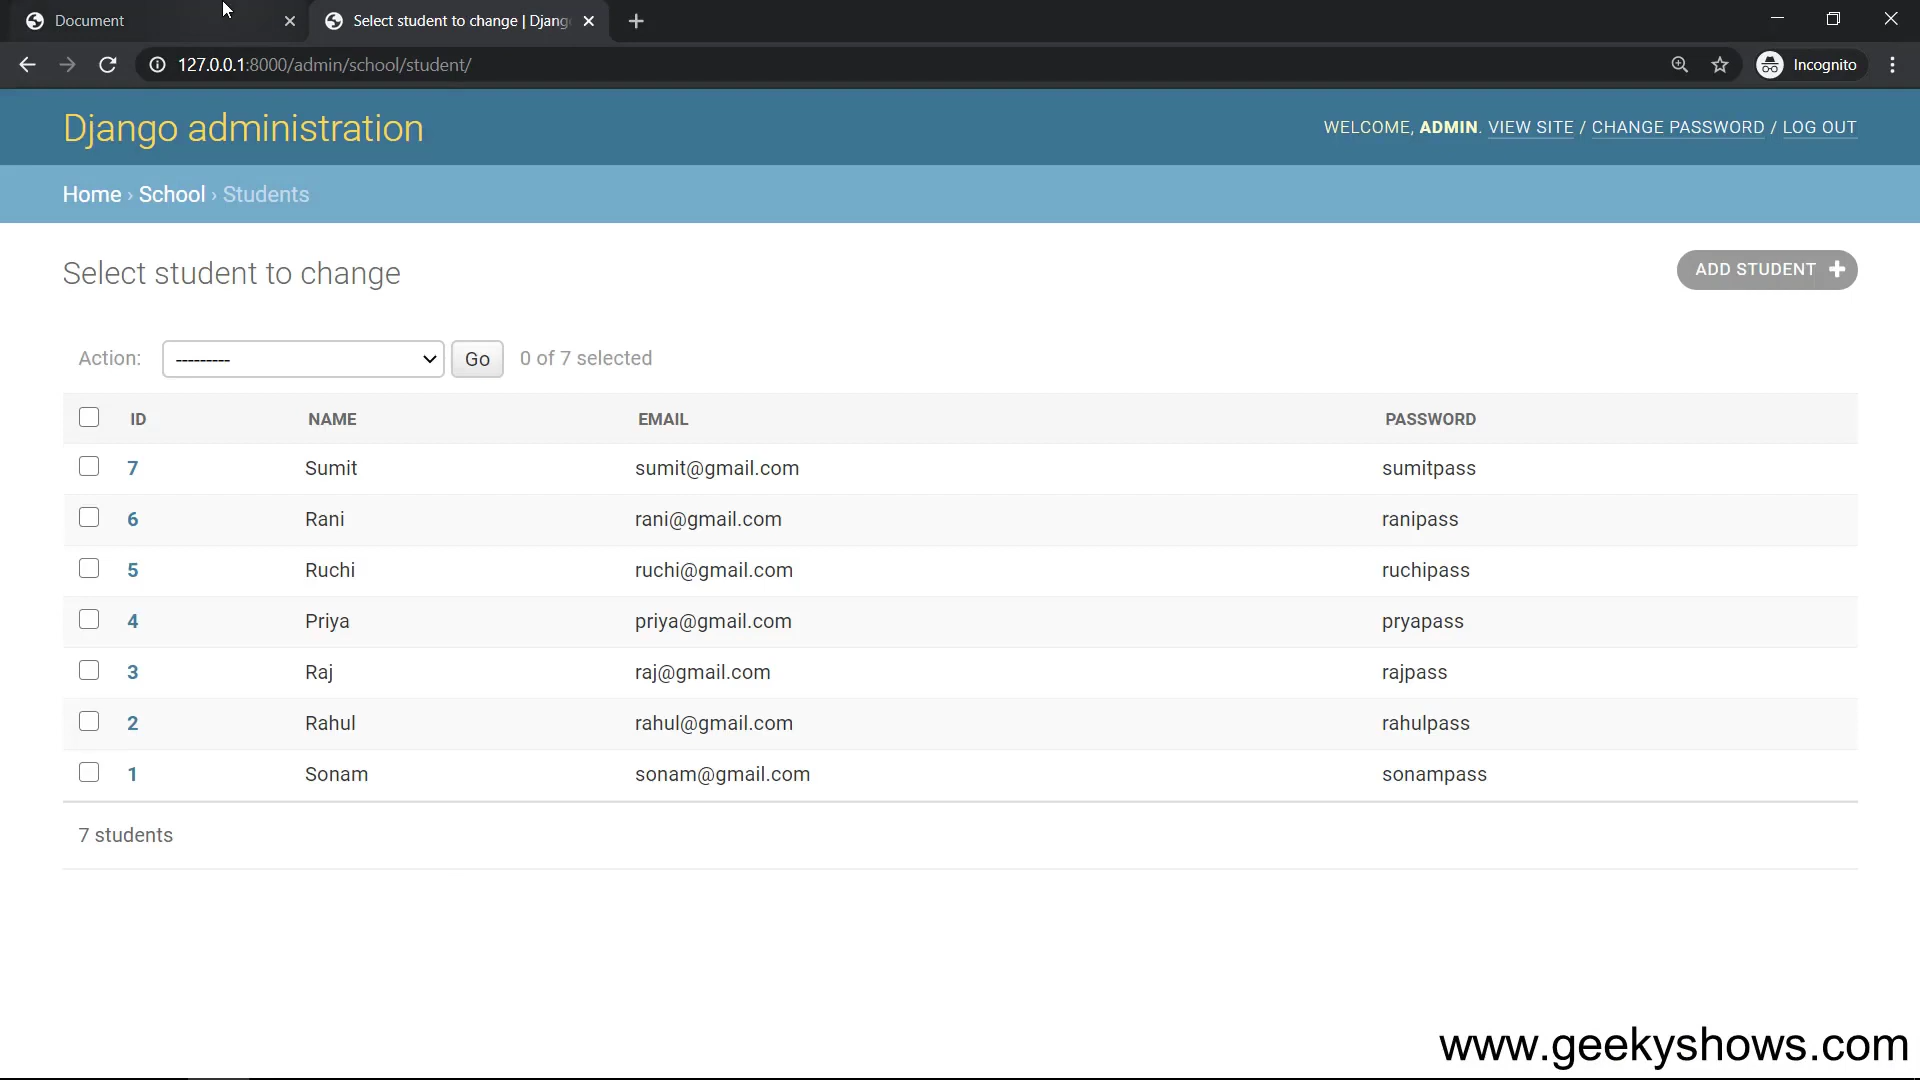 Document
Select student to change | Djang
127.0.0.1:8000/admin/school/student/
Incognito
Django administration
WELCOME, ADMIN. VIEW SITE / CHANGE PASSWORD / LOG OUT
Home › School › Students
Select student to change
ADD STUDENT +
Action: --------- Go 0 of 7 selected
ID NAME EMAIL PASSWORD
7 Sumit sumit@gmail.com sumitpass
6 Rani rani@gmail.com ranipass
5 Ruchi ruchi@gmail.com ruchipass
4 Priya priya@gmail.com pryapass
3 Raj raj@gmail.com rajpass
2 Rahul rahul@gmail.com rahulpass
1 Sonam sonam@gmail.com sonampass
7 students
www.geekyshows.com